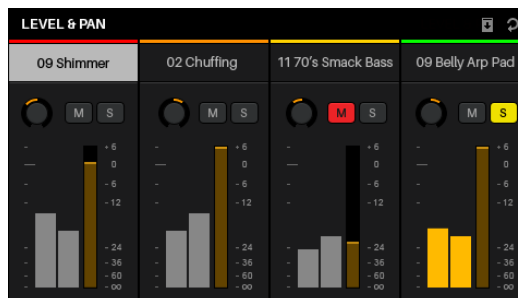 LEVEL & PAN
09 Shimmer
02 Chuffing
11 70's Smack Bass
09 Belly Arp Pad
M S
M S
M S
M S
- + 6
- + 6
- + 6
- + 6
0
0
0
0
- - 6
- - 6
- - 6
- - 6
- - 12
- - 12
- - 12
- - 12
- - 24
- - 24
- - 24
- - 24
- - 36
- - 36
- - 36
- - 36
- - 60
- - 60
- - 60
- - 60
- - ∞
- - ∞
- - ∞
- - ∞